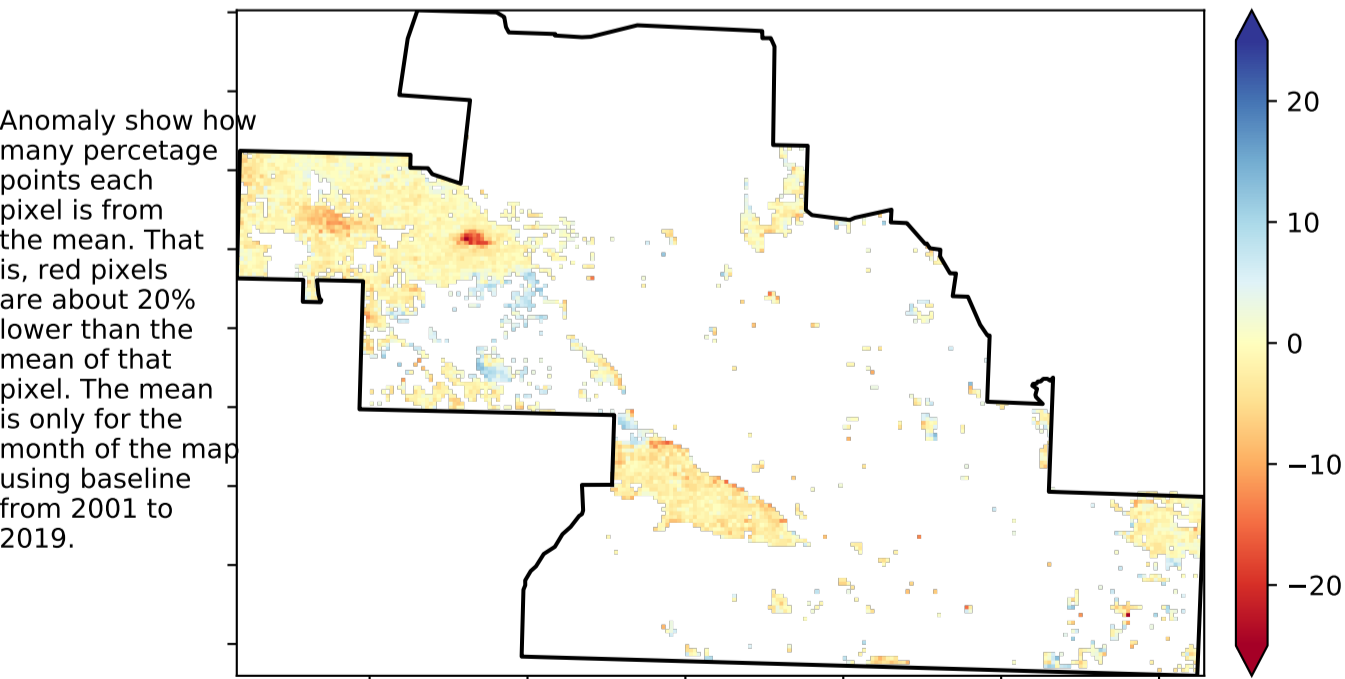 Anomaly show how
many percetage
points each
pixel is from
the mean. That
is, red pixels
are about 20%
lower than the
mean of that
pixel. The mean
is only for the
month of the map
using baseline
from 2001 to
2019.
20
10
0
−10
−20